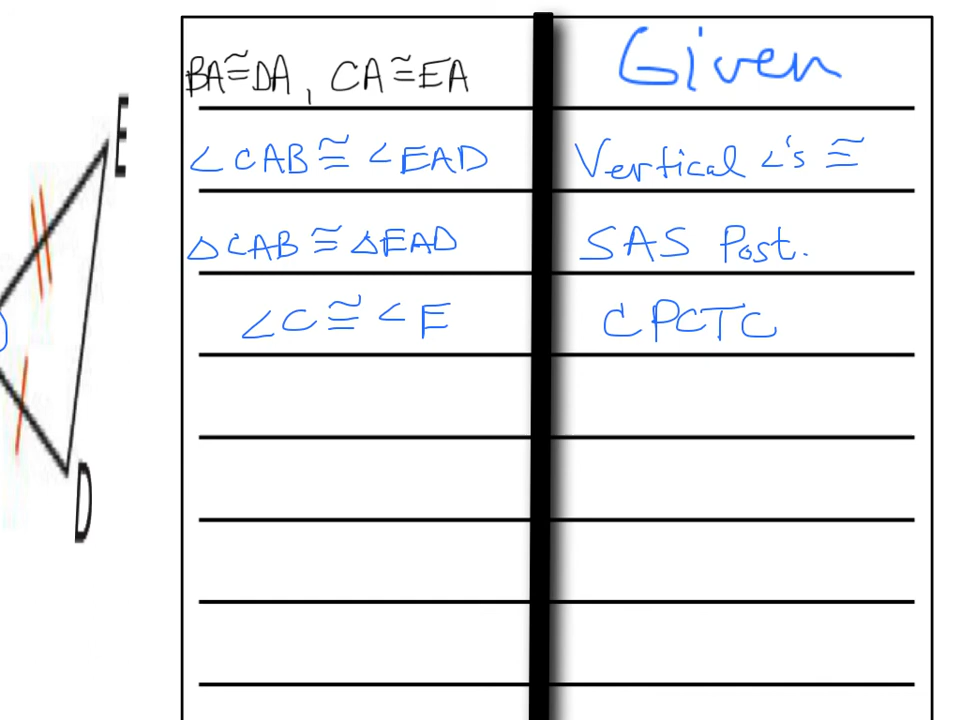 BA≅DA, CA≅EA Given
∠CAB ≅ ∠EAD Vertical ∠'s ≅
△CAB ≅ △EAD SAS Post.
∠C ≅ ∠E CPCTC
E
D